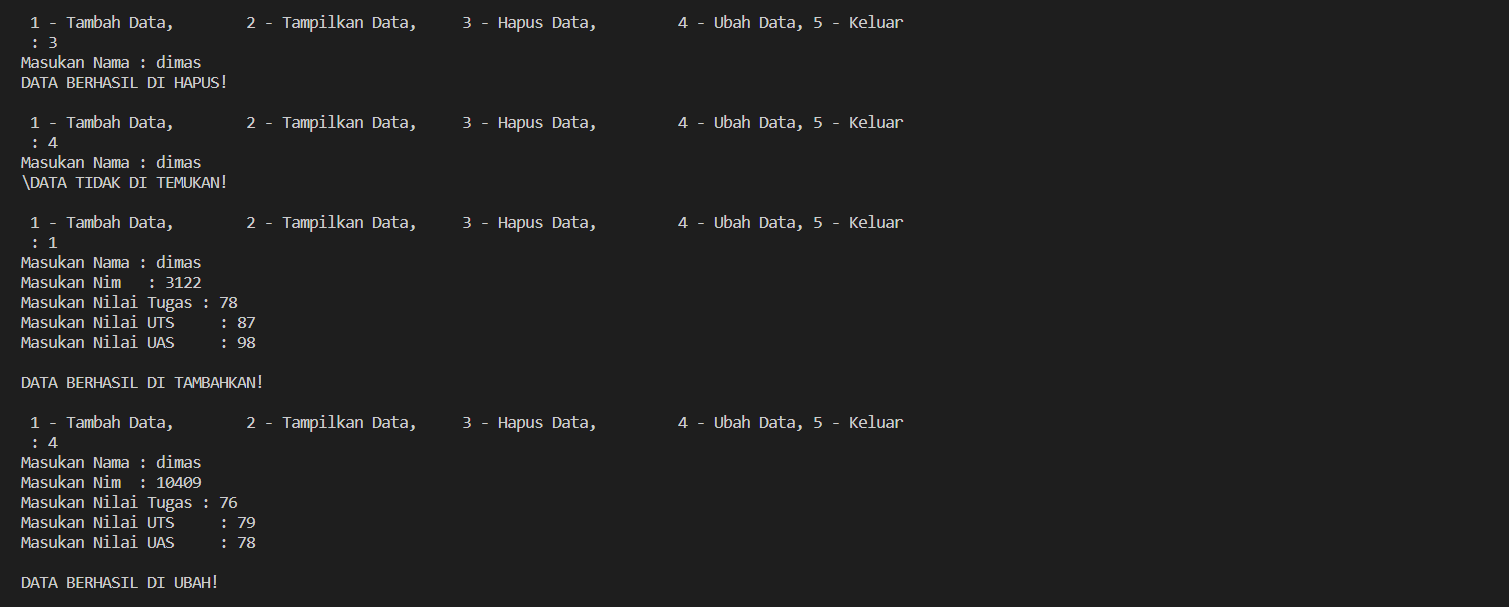 1 - Tambah Data,        2 - Tampilkan Data,     3 - Hapus Data,         4 - Ubah Data, 5 - Keluar
 : 3
Masukan Nama : dimas
DATA BERHASIL DI HAPUS!
1 - Tambah Data,        2 - Tampilkan Data,     3 - Hapus Data,         4 - Ubah Data, 5 - Keluar
 : 4
Masukan Nama : dimas
\DATA TIDAK DI TEMUKAN!
1 - Tambah Data,        2 - Tampilkan Data,     3 - Hapus Data,         4 - Ubah Data, 5 - Keluar
 : 1
Masukan Nama : dimas
Masukan Nim   : 3122
Masukan Nilai Tugas : 78
Masukan Nilai UTS     : 87
Masukan Nilai UAS     : 98
DATA BERHASIL DI TAMBAHKAN!
1 - Tambah Data,        2 - Tampilkan Data,     3 - Hapus Data,         4 - Ubah Data, 5 - Keluar
 : 4
Masukan Nama : dimas
Masukan Nim  : 10409
Masukan Nilai Tugas : 76
Masukan Nilai UTS     : 79
Masukan Nilai UAS     : 78
DATA BERHASIL DI UBAH!